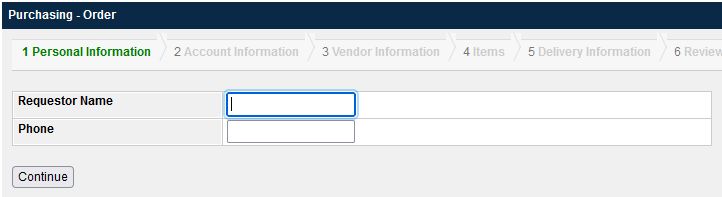 Purchasing - Order
1 Personal Information 2 Account Information 3 Vendor Information 4 Items 5 Delivery Information 6 Review
Requestor Name
Phone
Continue